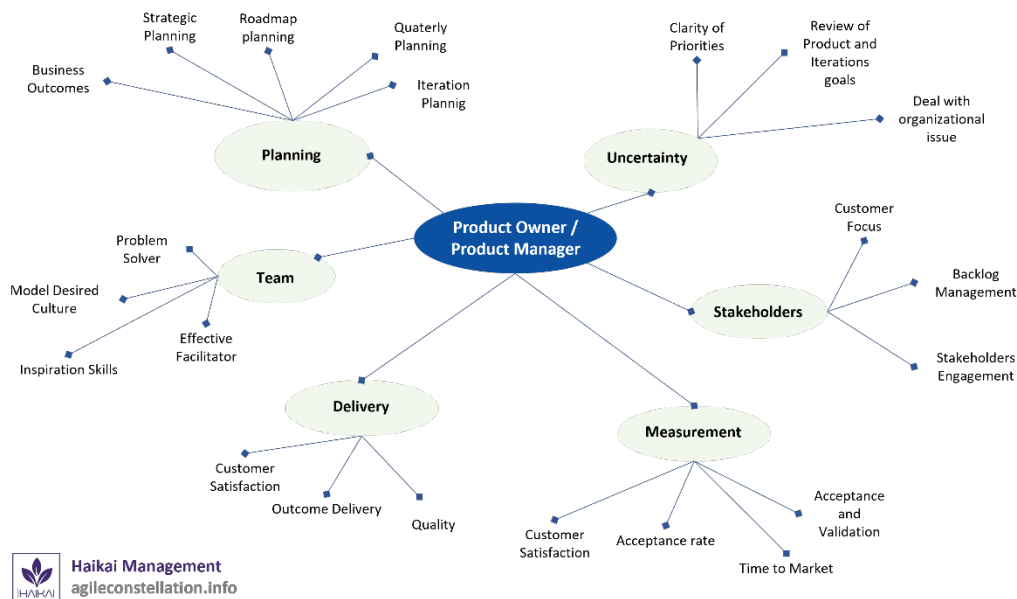 Strategic
Planning
Roadmap
planning
Quaterly
Planning
Business
Outcomes
Iteration
Plannig
Planning
Clarity of
Priorities
Review of
Product and
Iterations
goals
Deal with
organizational
issue
Uncertainty
Product Owner /
Product Manager
Problem
Solver
Model Desired
Culture
Inspiration Skills
Effective
Facilitator
Team
Customer
Focus
Backlog
Management
Stakeholders
Engagement
Stakeholders
Delivery
Customer
Satisfaction
Outcome Delivery
Quality
Measurement
Customer
Satisfaction
Acceptance rate
Time to Market
Acceptance
and
Validation
HAIKAI
Haikai Management
agileconstellation.info